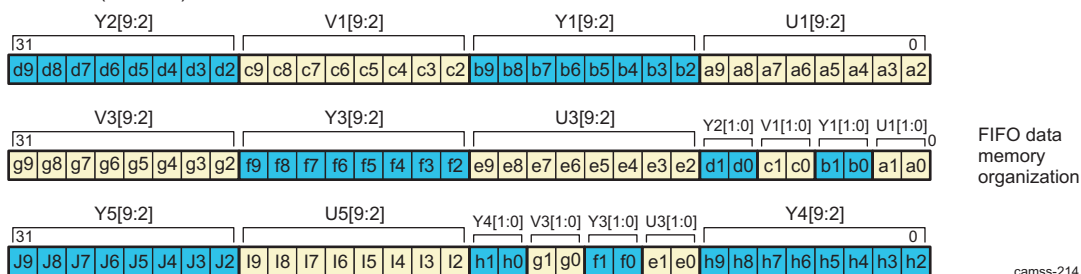 Y2[9:2] V1[9:2] Y1[9:2] U1[9:2]
31 0
d9 d8 d7 d6 d5 d4 d3 d2 c9 c8 c7 c6 c5 c4 c3 c2 b9 b8 b7 b6 b5 b4 b3 b2 a9 a8 a7 a6 a5 a4 a3 a2
V3[9:2] Y3[9:2] U3[9:2] Y2[1:0] V1[1:0] Y1[1:0] U1[1:0]
31 0
g9 g8 g7 g6 g5 g4 g3 g2 f9 f8 f7 f6 f5 f4 f3 f2 e9 e8 e7 e6 e5 e4 e3 e2 d1 d0 c1 c0 b1 b0 a1 a0
FIFO data
memory
organization
Y5[9:2] U5[9:2] Y4[1:0] V3[1:0] Y3[1:0] U3[1:0] Y4[9:2]
31 0
J9 J8 J7 J6 J5 J4 J3 J2 I9 I8 I7 I6 I5 I4 I3 I2 h1 h0 g1 g0 f1 f0 e1 e0 h9 h8 h7 h6 h5 h4 h3 h2
camss-214